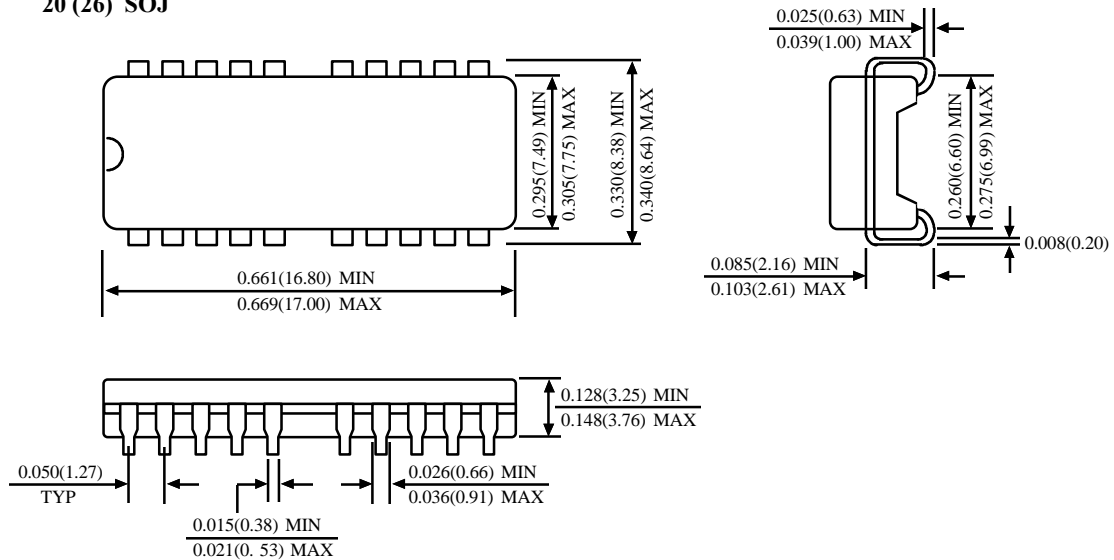 20 (26) SOJ
0.025(0.63) MIN
0.039(1.00) MAX
0.295(7.49) MIN
0.305(7.75) MAX
0.330(8.38) MIN
0.340(8.64) MAX
0.260(6.60) MIN
0.275(6.99) MAX
0.008(0.20)
0.661(16.80) MIN
0.669(17.00) MAX
0.085(2.16) MIN
0.103(2.61) MAX
0.128(3.25) MIN
0.148(3.76) MAX
0.050(1.27)
TYP
0.026(0.66) MIN
0.036(0.91) MAX
0.015(0.38) MIN
0.021(0. 53) MAX